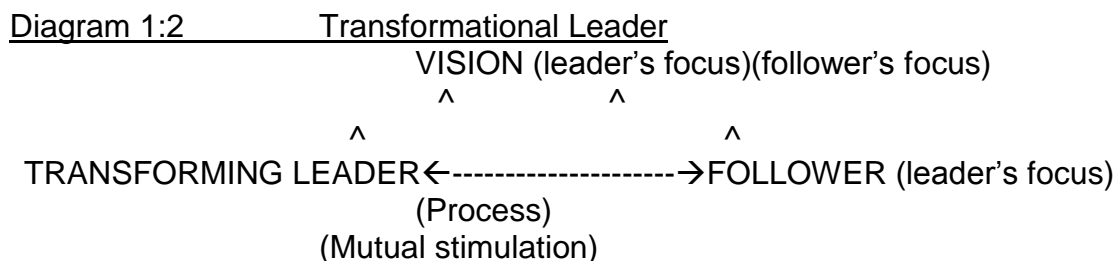 Diagram 1:2 Transformational Leader
VISION (leader’s focus)(follower’s focus)
^ ^
^ ^
TRANSFORMING LEADER←---------------------→FOLLOWER (leader’s focus)
(Process)
(Mutual stimulation)